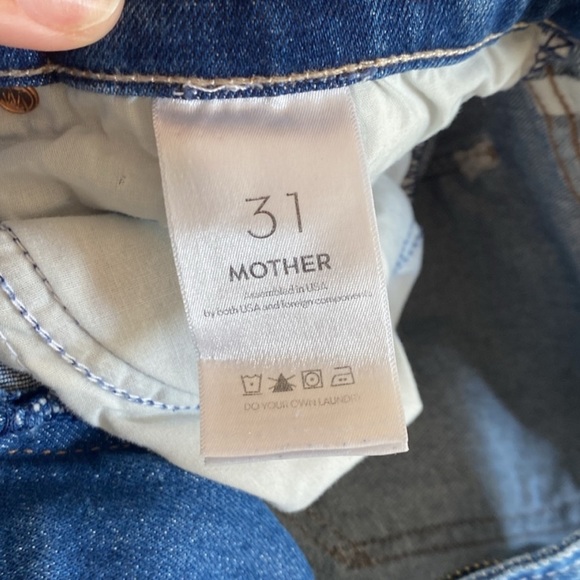 31
MOTHER
Assembled in USA
by both USA and foreign components.
DO YOUR OWN LAUNDRY